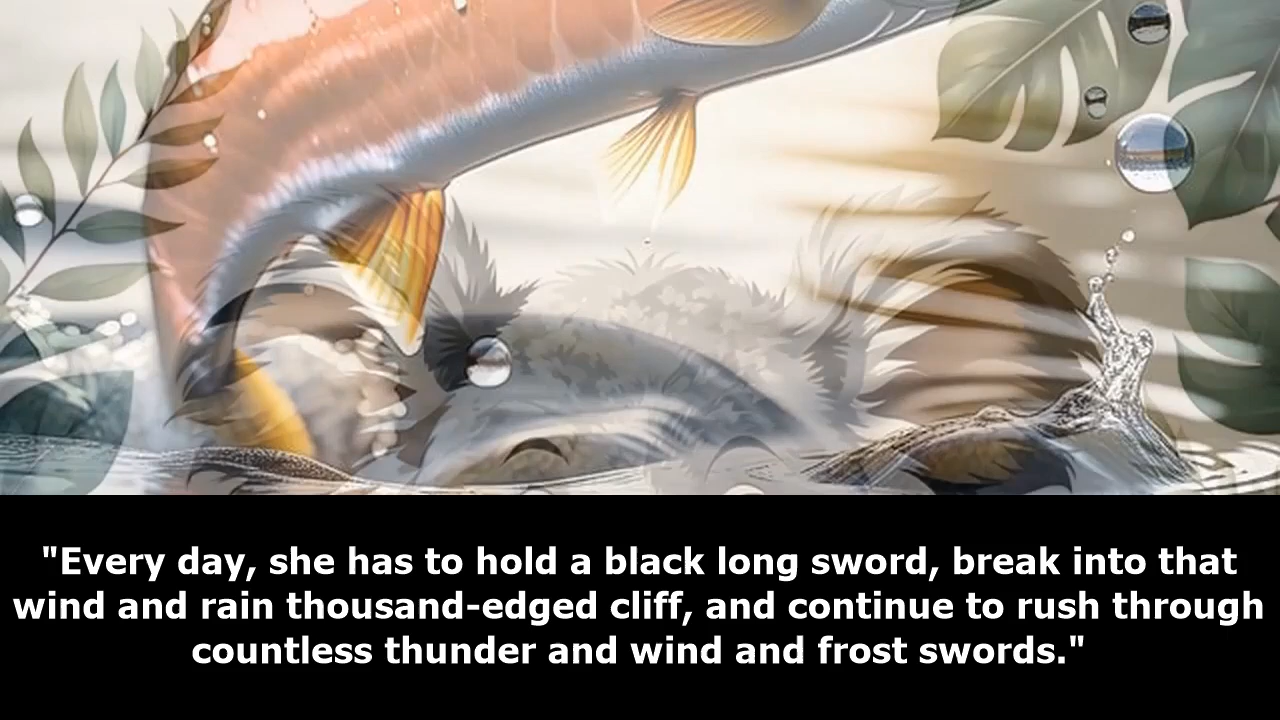 "Every day, she has to hold a black long sword, break into that
wind and rain thousand-edged cliff, and continue to rush through
countless thunder and wind and frost swords."